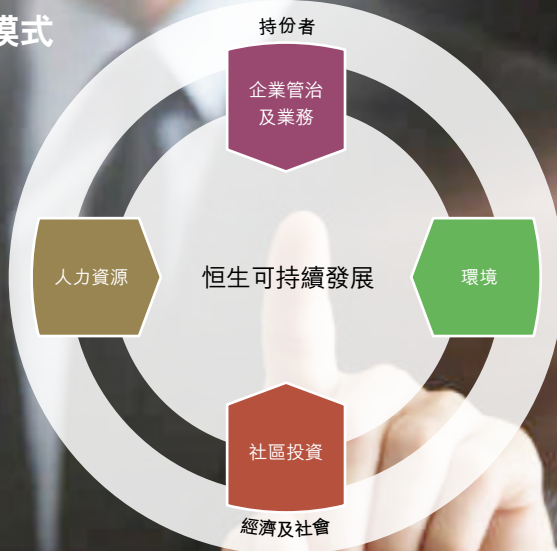 模式
持份者
企業管治
及業務
人力資源
恒生可持續發展
環境
社區投資
經濟及社會